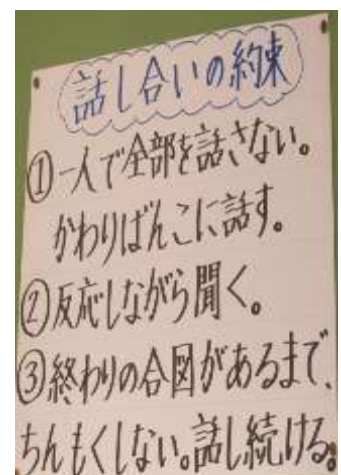 話し合いの約束
①一人で全部を話さない。
かわりばんこに話す。
②反応しながら聞く。
③終わりの合図があるまで、
ちんもくしない。話し続ける。